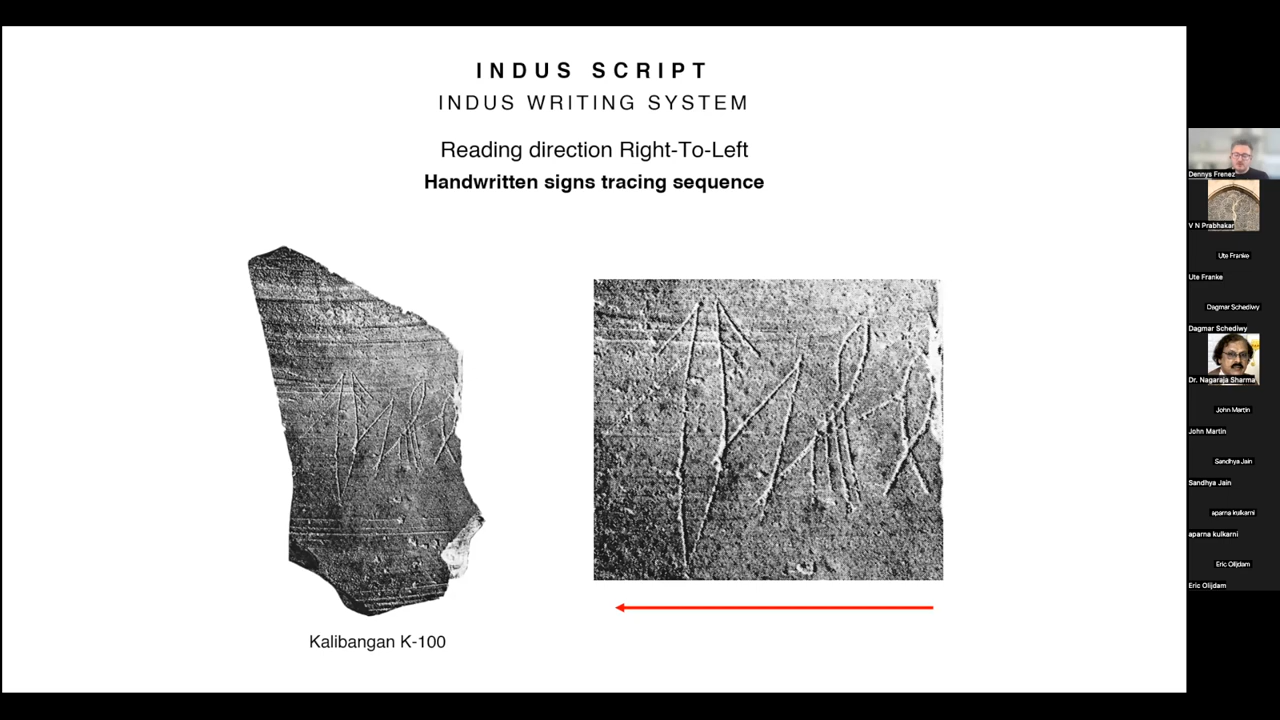 INDUS SCRIPT
INDUS WRITING SYSTEM
Reading direction Right-To-Left
Handwritten signs tracing sequence
Kalibangan K-100
Dennys Frenez
V N Prabhakar
Ute Franke
Ute Franke
Dagmar Schediwy
Dagmar Schediwy
Dr. Nagaraja Sharma
John Martin
John Martin
Sandhya Jain
Sandhya Jain
aparna kulkarni
aparna kulkarni
Eric Olijdam
Eric Olijdam